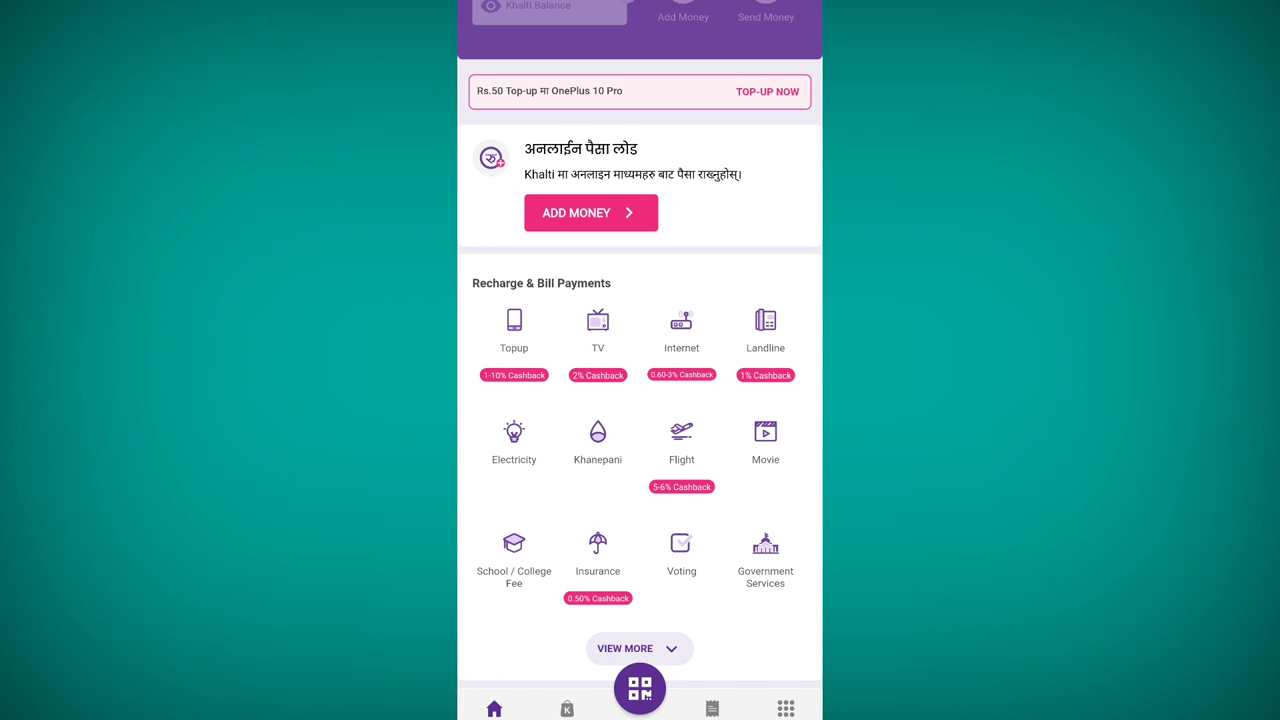 Khalti Balance
Add Money
Send Money
Rs.50 Top-up मा OnePlus 10 Pro
TOP-UP NOW
अनलाईन पैसा लोड
Khalti मा अनलाइन माध्यमहरु बाट पैसा राख्नुहोस्।
ADD MONEY
Recharge & Bill Payments
Topup
TV
Internet
Landline
1-10% Cashback
2% Cashback
0.60-3% Cashback
1% Cashback
Electricity
Khanepani
Flight
Movie
5-6% Cashback
School / College
Fee
Insurance
Voting
Government
Services
0.50% Cashback
VIEW MORE
K